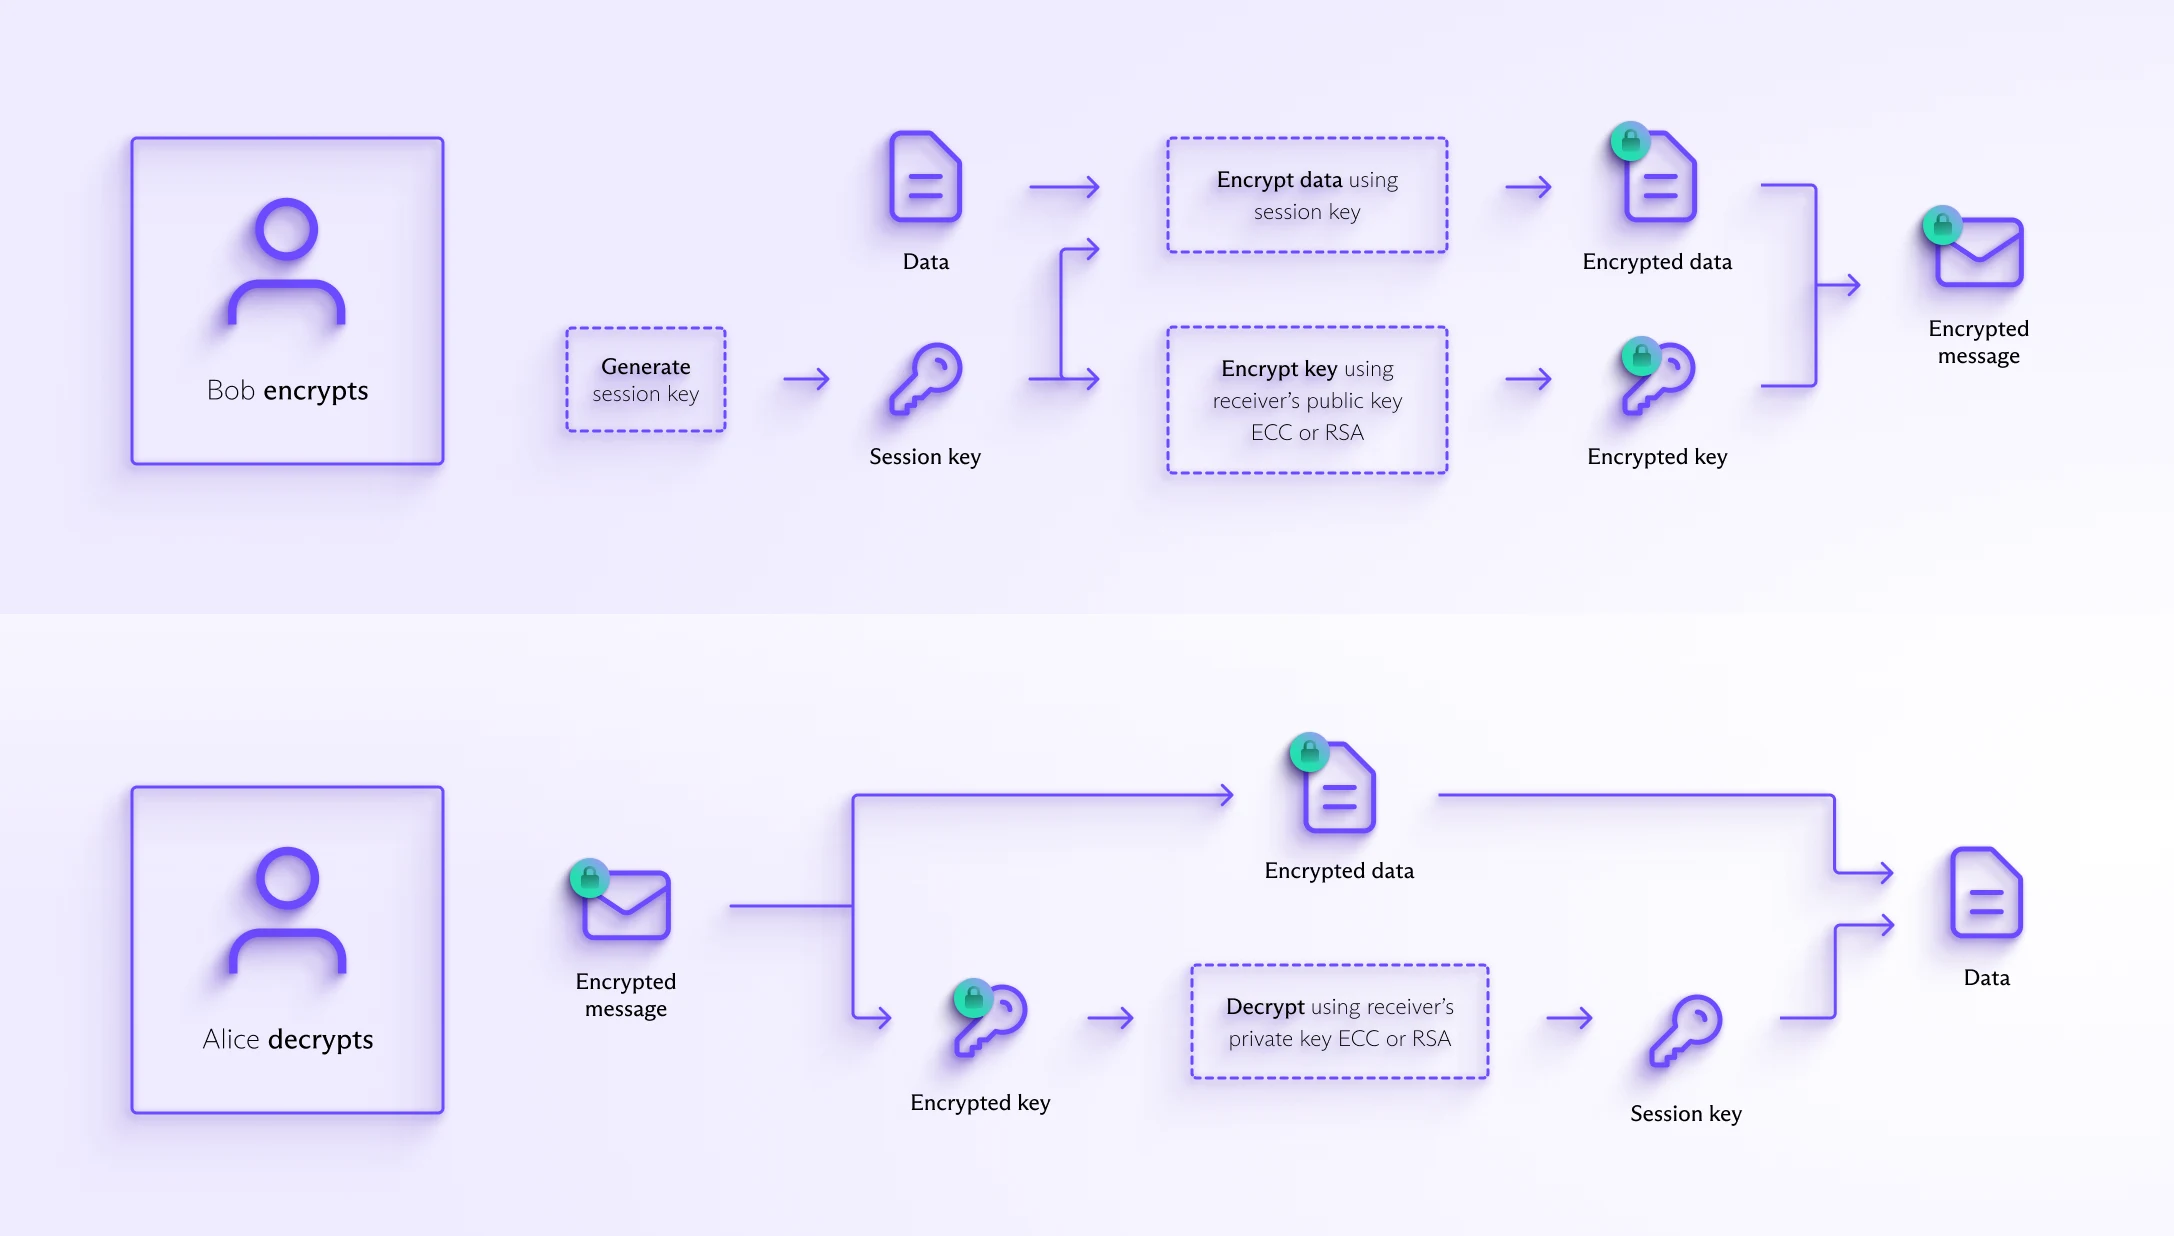 Bob encrypts
Generate
session key
Data
Session key
Encrypt data using
session key
Encrypt key using
receiver’s public key
ECC or RSA
Encrypted data
Encrypted key
Encrypted
message
Alice decrypts
Encrypted
message
Encrypted data
Encrypted key
Decrypt using receiver’s
private key ECC or RSA
Session key
Data